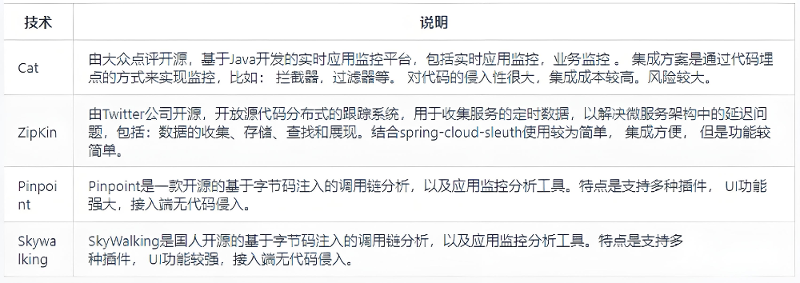 技术 说明
Cat
由大众点评开源，基于Java开发的实时应用监控平台，包括实时应用监控，业务监控 。 集成方案是通过代码埋
点的方式来实现监控，比如： 拦截器，过滤器等。 对代码的侵入性很大，集成成本较高。风险较大。
ZipKin
由Twitter公司开源，开放源代码分布式的跟踪系统，用于收集服务的定时数据，以解决微服务架构中的延迟问
题，包括：数据的收集、存储、查找和展现。结合spring-cloud-sleuth使用较为简单， 集成方便， 但是功能较
简单。
Pinpoi
nt
Pinpoint是一款开源的基于字节码注入的调用链分析，以及应用监控分析工具。特点是支持多种插件， UI功能
强大，接入端无代码侵入。
Skywa
lking
SkyWalking是国人开源的基于字节码注入的调用链分析，以及应用监控分析工具。特点是支持多
种插件， UI功能较强，接入端无代码侵入。